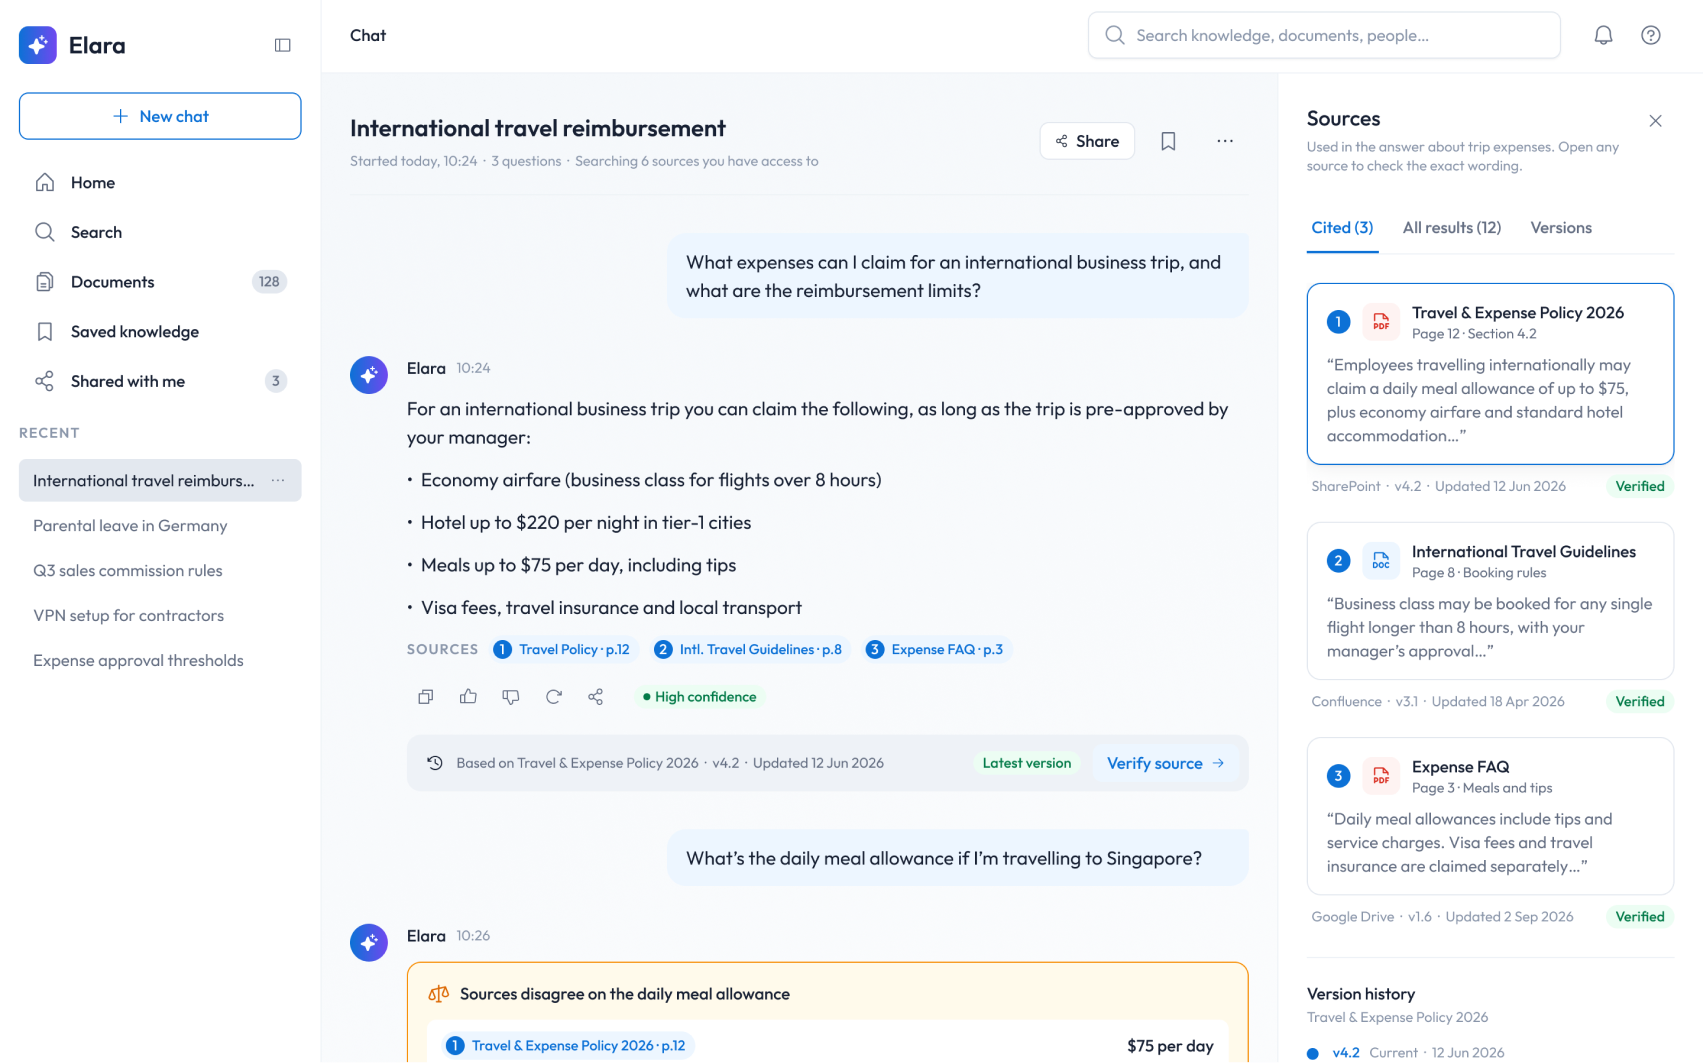 Elara
New chat
Home
Search
Documents 128
Saved knowledge
Shared with me 3
RECENT
International travel reimburs... ···
Parental leave in Germany
Q3 sales commission rules
VPN setup for contractors
Expense approval thresholds
Chat
Search knowledge, documents, people...
International travel reimbursement
Started today, 10:24 · 3 questions · Searching 6 sources you have access to
Share
What expenses can I claim for an international business trip, and
what are the reimbursement limits?
Elara 10:24
For an international business trip you can claim the following, as long as the trip is pre-approved by
your manager:
· Economy airfare (business class for flights over 8 hours)
· Hotel up to $220 per night in tier-1 cities
· Meals up to $75 per day, including tips
· Visa fees, travel insurance and local transport
SOURCES 1 Travel Policy · p.12 2 Intl. Travel Guidelines · p.8 3 Expense FAQ · p.3
High confidence
Based on Travel & Expense Policy 2026 · v4.2 · Updated 12 Jun 2026 Latest version Verify source →
What's the daily meal allowance if I'm travelling to Singapore?
Elara 10:26
Sources disagree on the daily meal allowance
1 Travel & Expense Policy 2026 · p.12 $75 per day
Sources
Used in the answer about trip expenses. Open any
source to check the exact wording.
Cited (3) All results (12) Versions
1 PDF Travel & Expense Policy 2026
Page 12 · Section 4.2
“Employees travelling internationally may
claim a daily meal allowance of up to $75,
plus economy airfare and standard hotel
accommodation...”
SharePoint · v4.2 · Updated 12 Jun 2026 Verified
2 DOC International Travel Guidelines
Page 8 · Booking rules
“Business class may be booked for any single
flight longer than 8 hours, with your
manager's approval...”
Confluence · v3.1 · Updated 18 Apr 2026 Verified
3 PDF Expense FAQ
Page 3 · Meals and tips
“Daily meal allowances include tips and
service charges. Visa fees and travel
insurance are claimed separately...”
Google Drive · v1.6 · Updated 2 Sep 2026 Verified
Version history
Travel & Expense Policy 2026
v4.2 Current · 12 Jun 2026